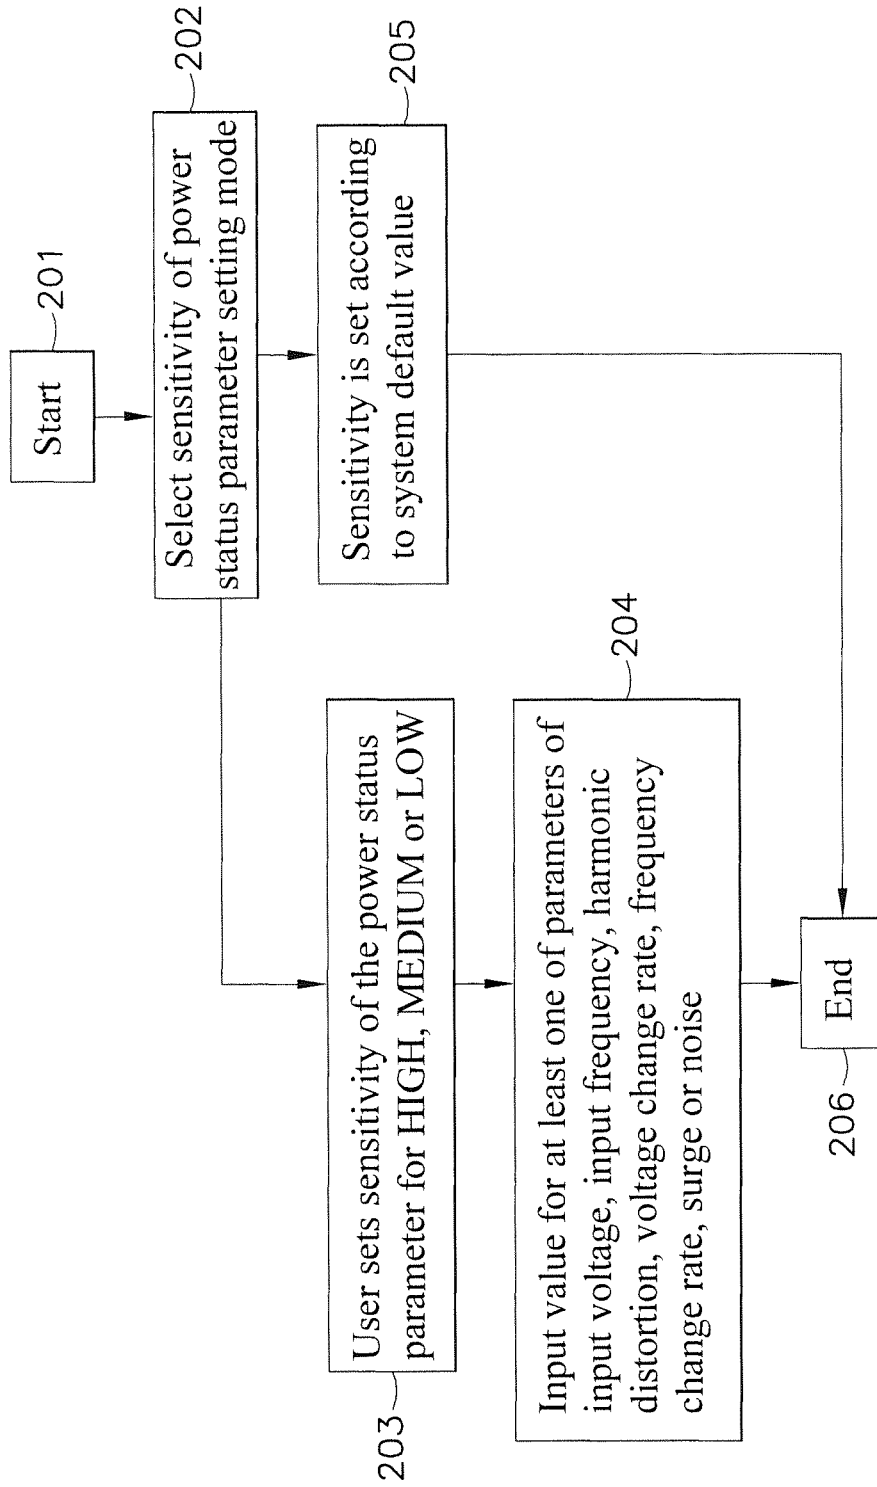 Start
201
Select sensitivity of power
status parameter setting mode
202
User sets sensitivity of the power status
parameter for HIGH, MEDIUM or LOW
203
Input value for at least one of parameters of
input voltage, input frequency, harmonic
distortion, voltage change rate, frequency
change rate, surge or noise
204
Sensitivity is set according
to system default value
205
End
206